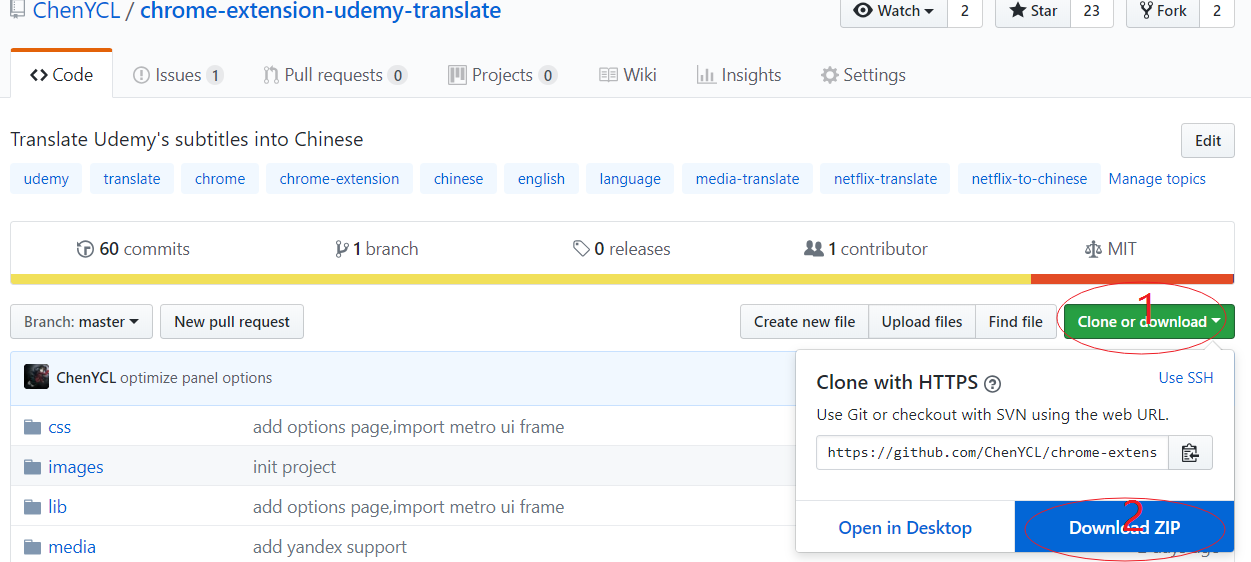 ChenYCL / chrome-extension-udemy-translate
Watch 2 Star 23 Fork 2
Code Issues 1 Pull requests 0 Projects 0 Wiki Insights Settings
Translate Udemy's subtitles into Chinese
Edit
udemy translate chrome chrome-extension chinese english language media-translate netflix-translate netflix-to-chinese Manage topics
60 commits 1 branch 0 releases 1 contributor MIT
1
Branch: master New pull request Create new file Upload files Find file Clone or download
ChenYCL optimize panel options
Clone with HTTPS ? Use SSH
Use Git or checkout with SVN using the web URL.
https://github.com/ChenYCL/chrome-extens
css add options page,import metro ui frame
images init project
lib add options page,import metro ui frame
2
Open in Desktop Download ZIP
media add yandex support